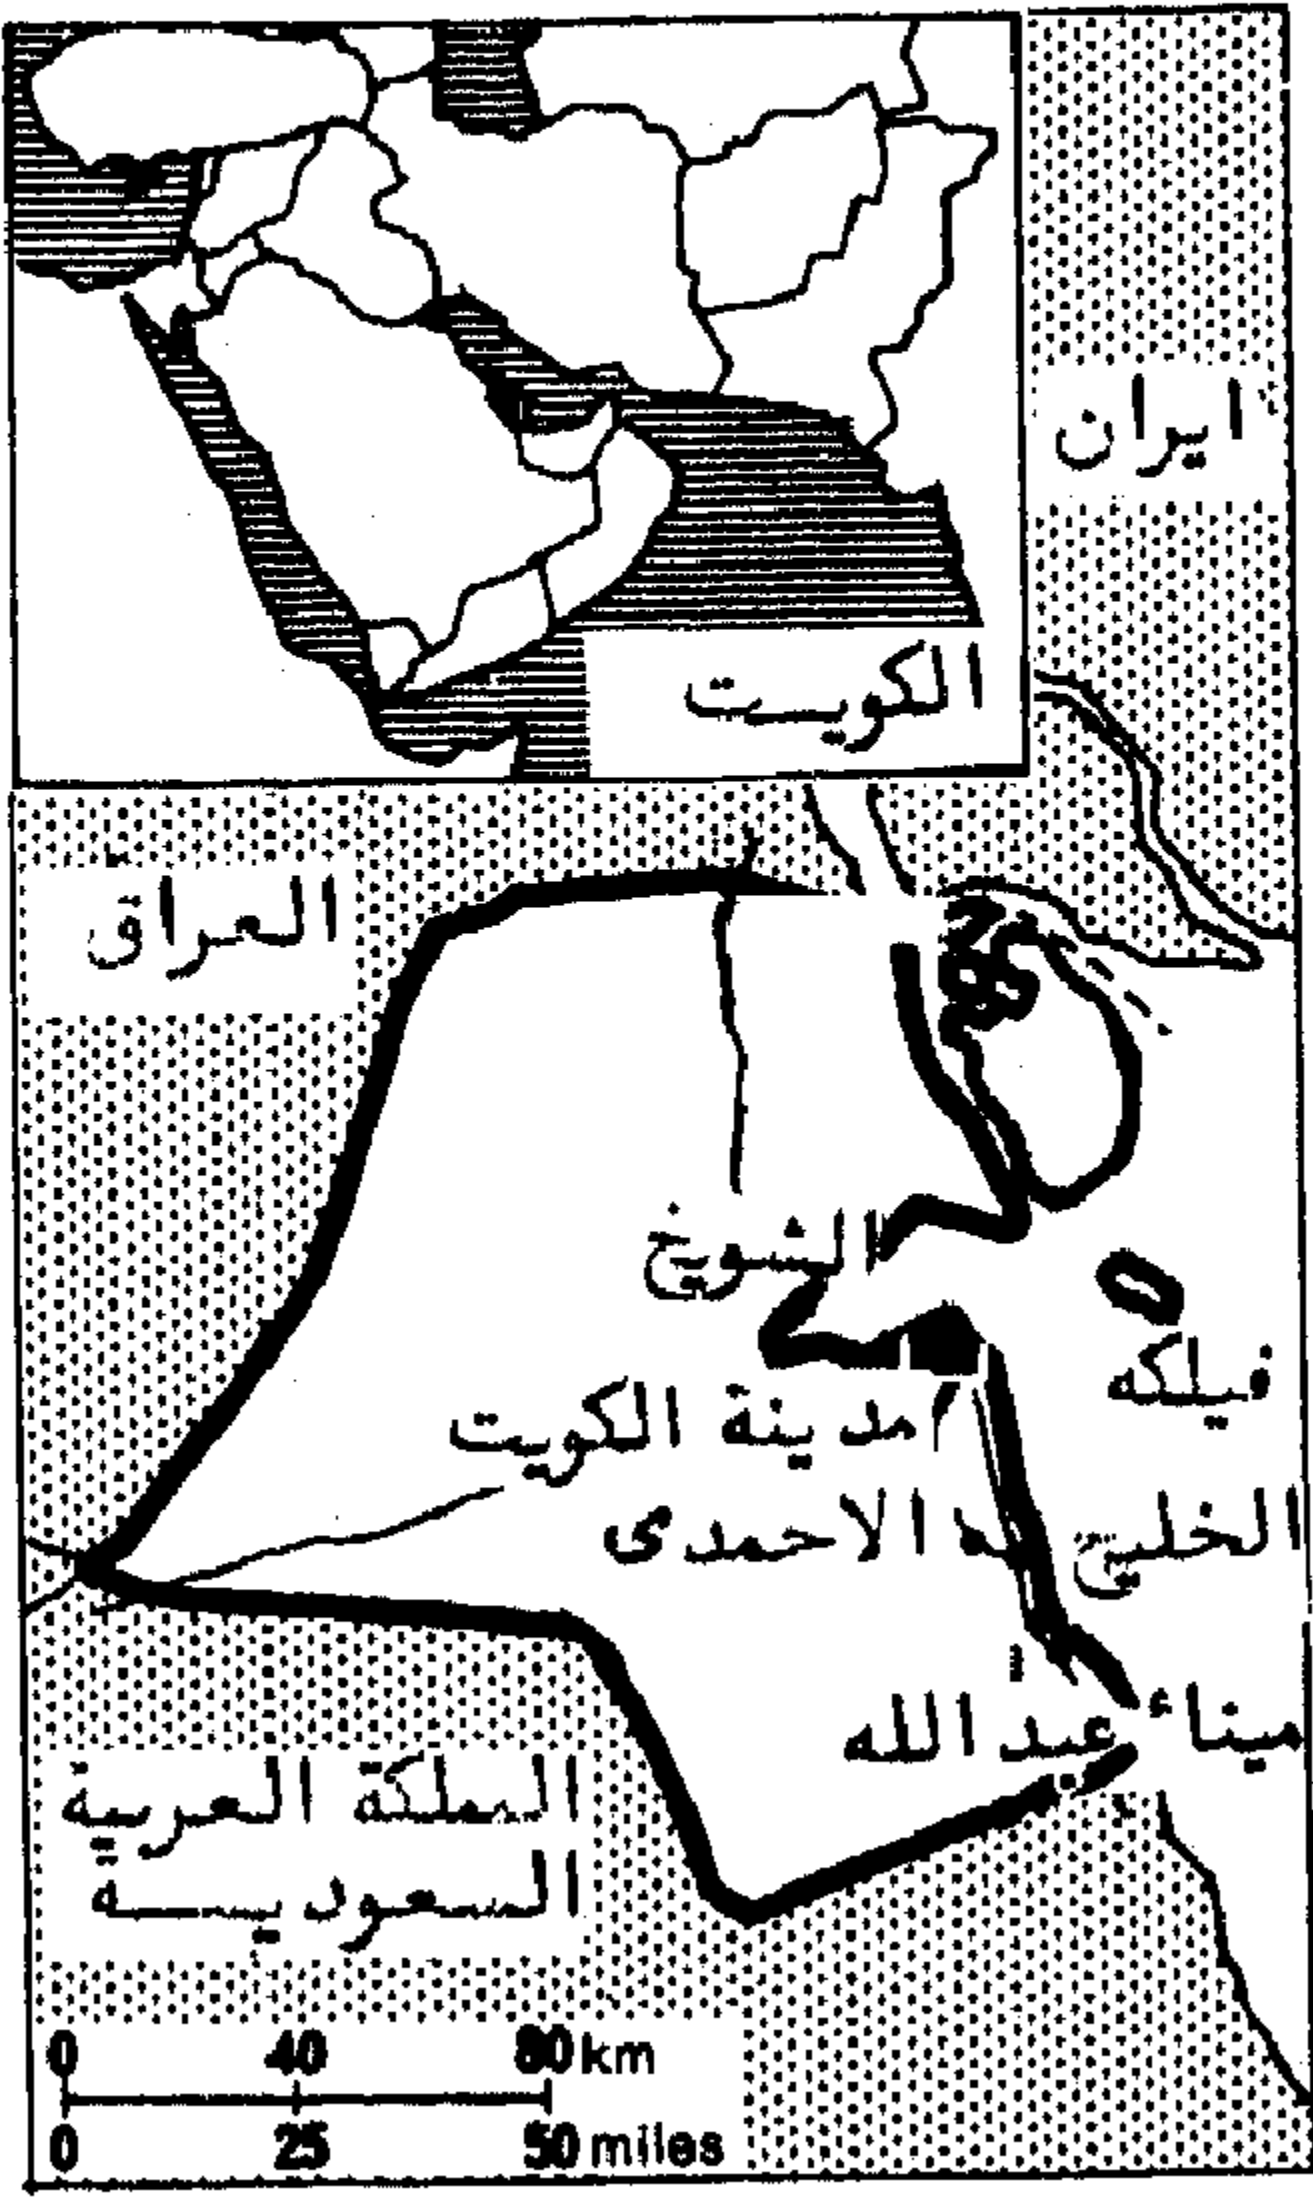 ايران
الكويت
العراق
الشويخ
فيلكه
مدينة الكويت
الخليج
الاحمدى
ميناء عبد الله
المملكة العربية
السعودية
0 40 80 km
0 25 50 miles